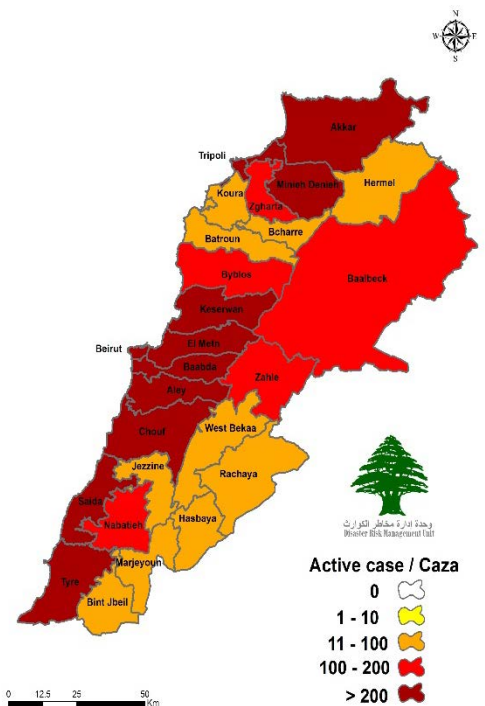 N
W E
S
Akkar
Tripoli
Minieh Danieh
Hermel
Koura
Zgharta
Bcharre
Batroun
Byblos
Baalbeck
Keserwan
El Metn
Beirut
Baabda
Zahle
Aley
Chouf
West Bekaa
Jezzine
Rachaya
Saida
Hasbaya
Nabatieh
Marjeyoun
Tyre
Bint Jbeil
وحدة إدارة مخاطر الكوارث
Disaster Risk Management Unit
Active case / Caza
0
1 - 10
11 - 100
100 - 200
> 200
0 12.5 25 50
Km